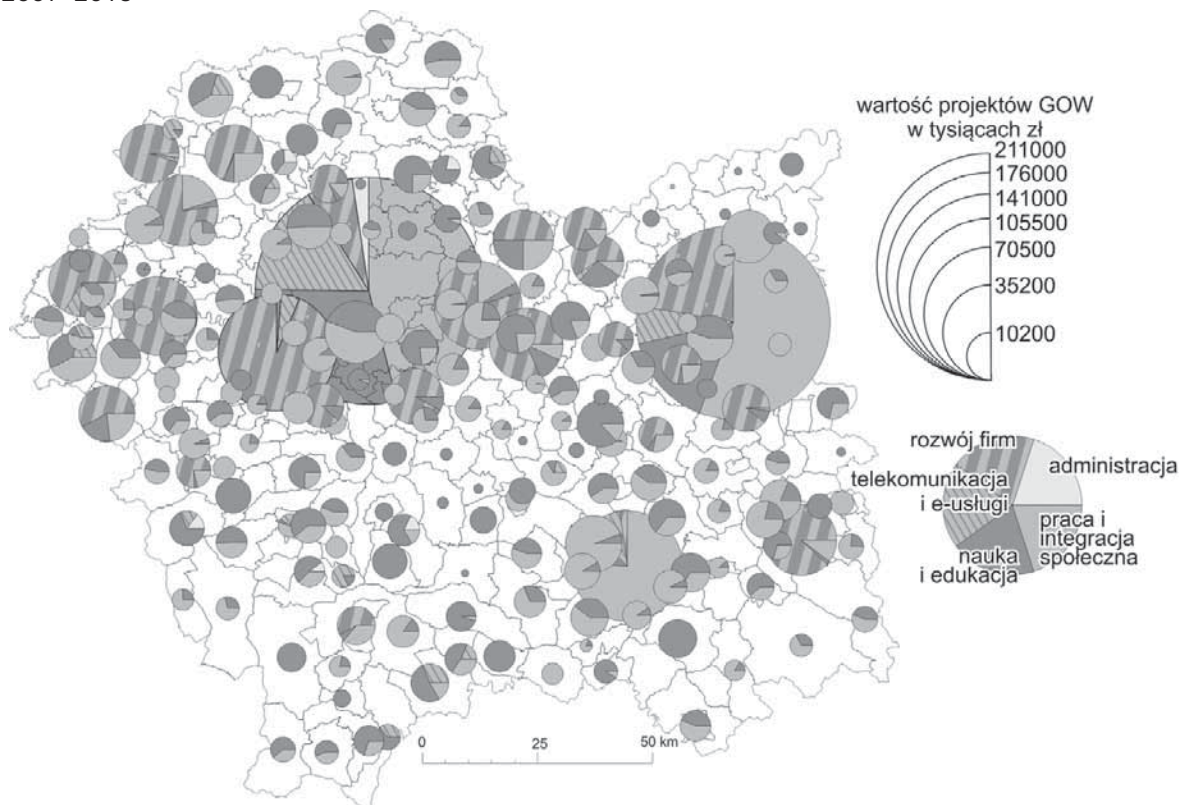 wartość projektów GOW
w tysiącach zł
211000
176000
141000
105500
70500
35200
10200
rozwój firm
administracja
telekomunikacja
i e-usługi
praca i
integracja
społeczna
nauka
i edukacja
0 25 50 km